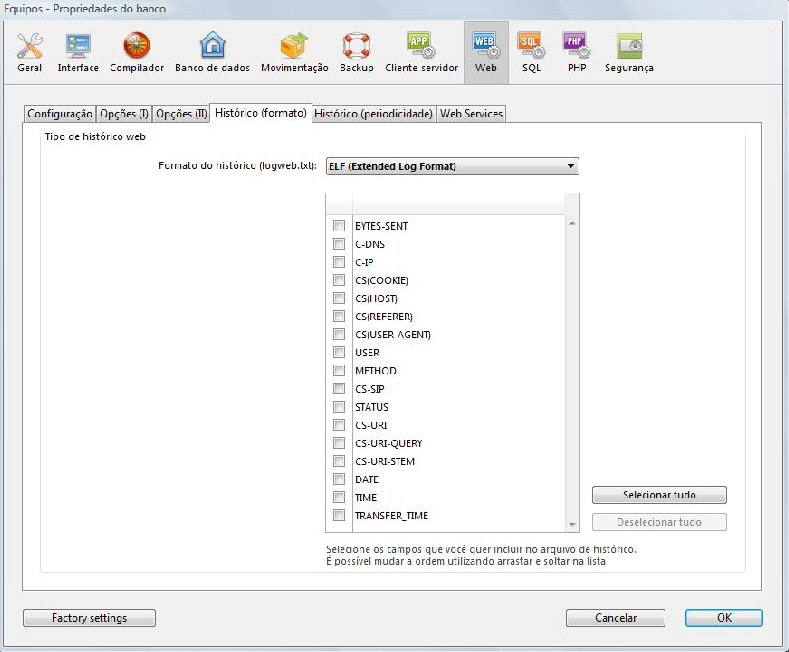 Equipos - Propriedades do banco
Geral Interface Compilador Banco de dados Movimentação Backup Cliente servidor Web SQL PHP Segurança
APP WEB SQL PHP
Configuração Opções (I) Opções (II) Histórico (formato) Histórico (periodicidade) Web Services
Tipo de histórico web
Formato do histórico (logweb.txt): ELF (Extended Log Format)
BYTES-SENT
C-DNS
C-IP
CS(COOKIE)
CS(HOST)
CS(REFERER)
CS(USER-AGENT)
USER
METHOD
CS-SIP
STATUS
CS-URI
CS-URI-QUERY
CS-URI-STEM
DATE
TIME
TRANSFER_TIME
Selecionar tudo
Deselecionar tudo
Selecione os campos que você quer incluir no arquivo de histórico.
É possível mudar a ordem utilizando arrastar e soltar na lista
Factory settings Cancelar OK